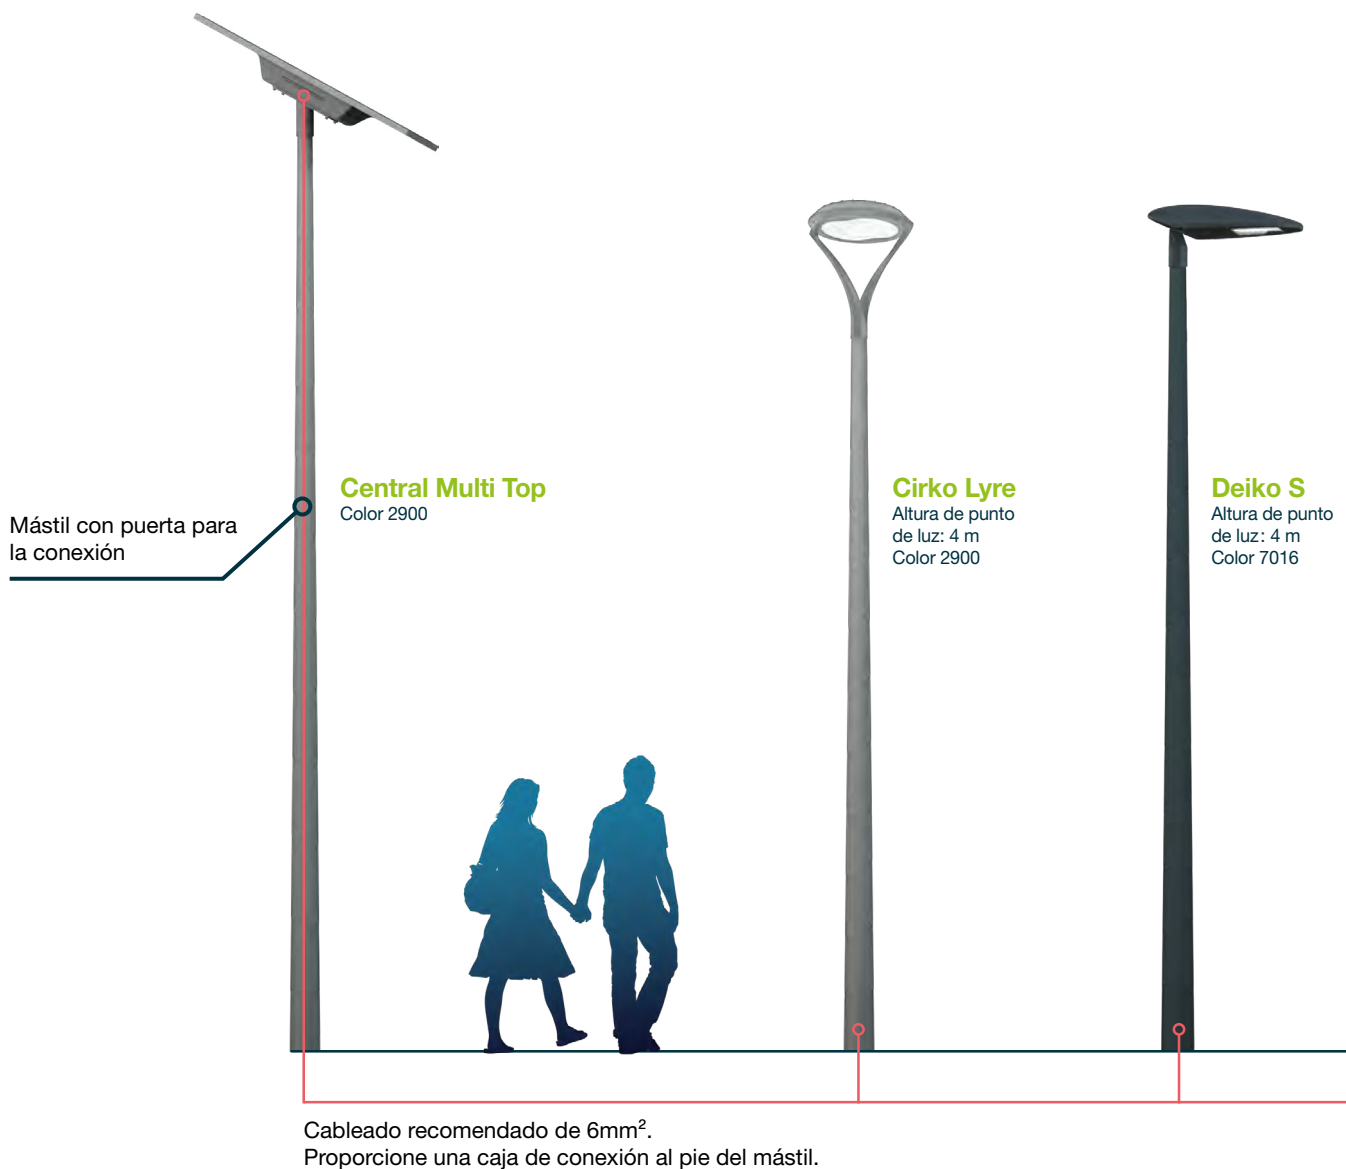 Central Multi Top
Color 2900
Mástil con puerta para
la conexión
Cirko Lyre
Altura de punto
de luz: 4 m
Color 2900
Deiko S
Altura de punto
de luz: 4 m
Color 7016
Cableado recomendado de 6mm².
Proporcione una caja de conexión al pie del mástil.